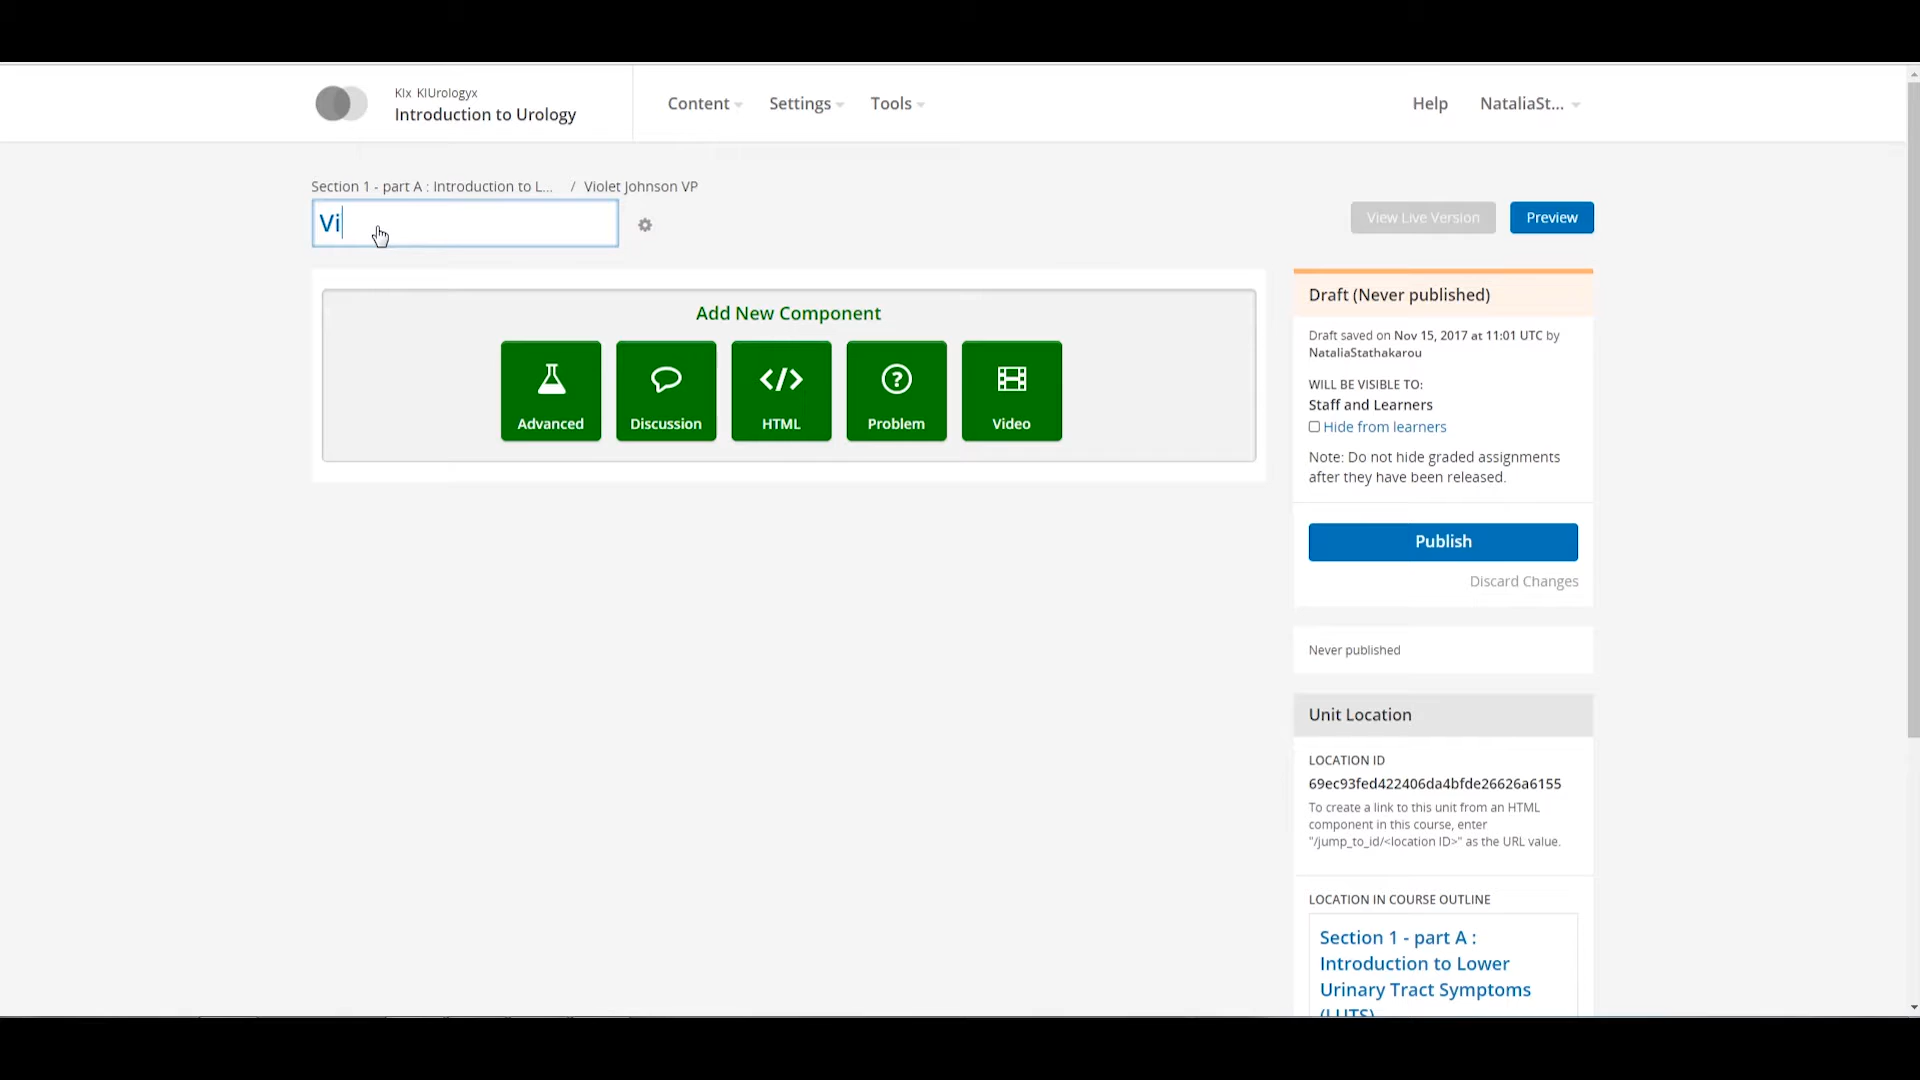 KIx KIUrologyx
Introduction to Urology
Content
Settings
Tools
Help
NataliaSt...
Section 1 - part A : Introduction to L... / Violet Johnson VP
Vi
View Live Version
Preview
Add New Component
Advanced
Discussion
HTML
Problem
Video
Draft (Never published)
Draft saved on Nov 15, 2017 at 11:01 UTC by
NataliaStathakarou
WILL BE VISIBLE TO:
Staff and Learners
Hide from learners
Note: Do not hide graded assignments
after they have been released.
Publish
Discard Changes
Never published
Unit Location
LOCATION ID
69ec93fed422406da4bfde26626a6155
To create a link to this unit from an HTML
component in this course, enter
"/jump_to_id/<location ID>" as the URL value.
LOCATION IN COURSE OUTLINE
Section 1 - part A :
Introduction to Lower
Urinary Tract Symptoms
(LUTS)